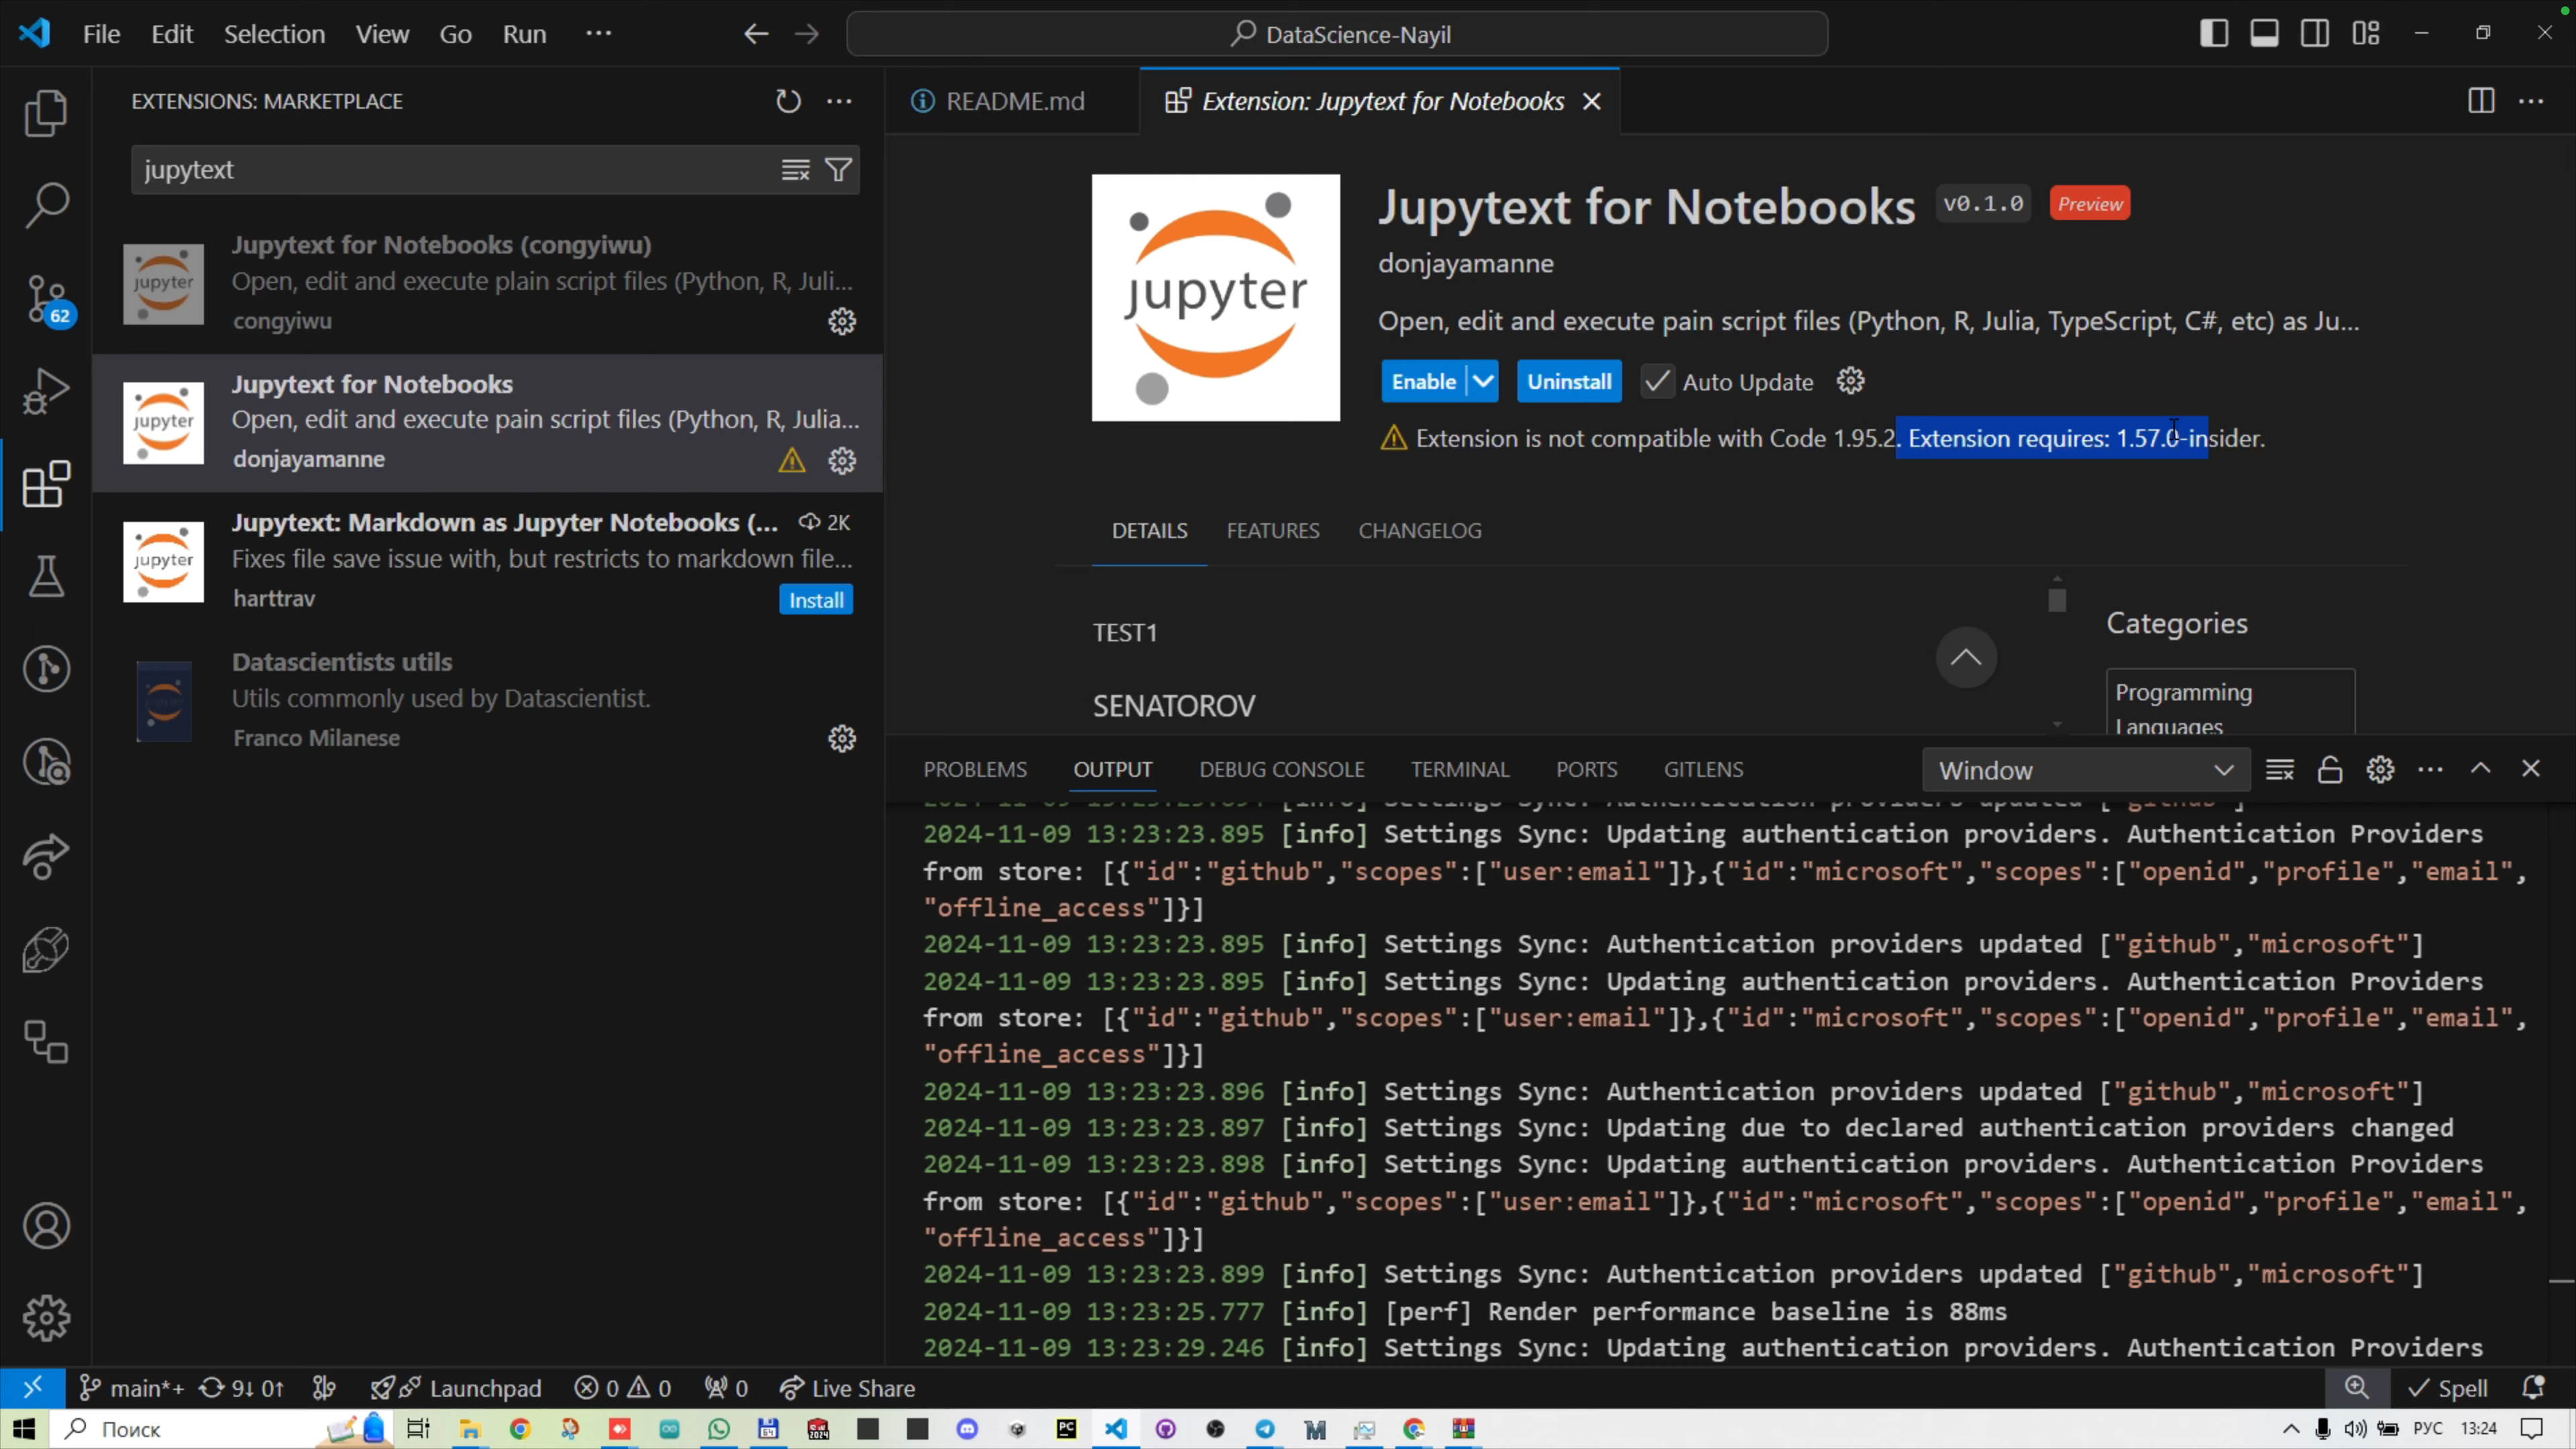 File Edit Selection View Go Run ···
DataScience-Nayil
EXTENSIONS: MARKETPLACE
jupytext
Jupytext for Notebooks (congyiwu)
Open, edit and execute plain script files (Python, R, Juli...
congyiwu
Jupytext for Notebooks
Open, edit and execute pain script files (Python, R, Julia...
donjayamanne
Jupytext: Markdown as Jupyter Notebooks (... 2K
Fixes file save issue with, but restricts to markdown file...
harttrav
Install
Datascientists utils
Utils commonly used by Datascientist.
Franco Milanese
62
jupyter
jupyter
jupyter
README.md
Extension: Jupytext for Notebooks
jupyter
Jupytext for Notebooks v0.1.0 Preview
donjayamanne
Open, edit and execute pain script files (Python, R, Julia, TypeScript, C#, etc) as Ju...
Enable Uninstall Auto Update
Extension is not compatible with Code 1.95.2. Extension requires: 1.57.0-insider.
DETAILS FEATURES CHANGELOG
TEST1
SENATOROV
Categories
Programming
Languages
PROBLEMS OUTPUT DEBUG CONSOLE TERMINAL PORTS GITLENS
Window
2024-11-09 13:23:23.895 [info] Settings Sync: Updating authentication providers. Authentication Providers
from store: [{"id":"github","scopes":["user:email"]},{"id":"microsoft","scopes":["openid","profile","email",
"offline_access"]}]
2024-11-09 13:23:23.895 [info] Settings Sync: Authentication providers updated ["github","microsoft"]
2024-11-09 13:23:23.895 [info] Settings Sync: Updating authentication providers. Authentication Providers
from store: [{"id":"github","scopes":["user:email"]},{"id":"microsoft","scopes":["openid","profile","email",
"offline_access"]}]
2024-11-09 13:23:23.896 [info] Settings Sync: Authentication providers updated ["github","microsoft"]
2024-11-09 13:23:23.897 [info] Settings Sync: Updating due to declared authentication providers changed
2024-11-09 13:23:23.898 [info] Settings Sync: Updating authentication providers. Authentication Providers
from store: [{"id":"github","scopes":["user:email"]},{"id":"microsoft","scopes":["openid","profile","email",
"offline_access"]}]
2024-11-09 13:23:23.899 [info] Settings Sync: Authentication providers updated ["github","microsoft"]
2024-11-09 13:23:25.777 [info] [perf] Render performance baseline is 88ms
2024-11-09 13:23:29.246 [info] Settings Sync: Updating authentication providers. Authentication Providers
main*+ 9↓ 0↑ Launchpad 0 0 0 Live Share
Spell
Поиск
РУС 13:24